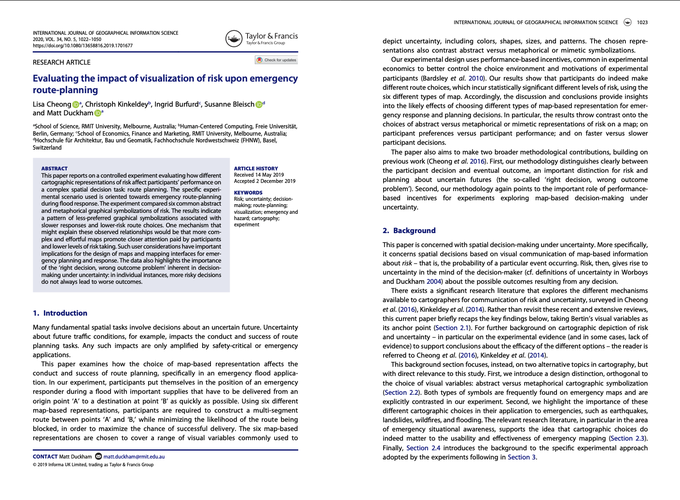 INTERNATIONAL JOURNAL OF GEOGRAPHICAL INFORMATION SCIENCE
2020, VOL. 34, NO. 5, 1022–1050
https://doi.org/10.1080/13658816.2019.1701677
Taylor & Francis
Taylor & Francis Group
RESEARCH ARTICLE
Check for updates
Evaluating the impact of visualization of risk upon emergency
route-planning
Lisa Cheong a, Christoph Kinkeldey b, Ingrid Burfurd c, Susanne Bleisch d
and Matt Duckham a
aSchool of Science, RMIT University, Melbourne, Australia; bHuman-Centered Computing, Freie Universität,
Berlin, Germany; cSchool of Economics, Finance and Marketing, RMIT University, Melbourne, Australia;
dHochschule für Architektur, Bau und Geomatik, Fachhochschule Nordwestschweiz (FHNW), Basel,
Switzerland
ABSTRACT
This paper reports on a controlled experiment evaluating how different
cartographic representations of risk affect participants' performance on
a complex spatial decision task: route planning. The specific experi-
mental scenario used is oriented towards emergency route-planning
during flood response. The experiment compared six common abstract
and metaphorical graphical symbolizations of risk. The results indicate
a pattern of less-preferred graphical symbolizations associated with
slower responses and lower-risk route choices. One mechanism that
might explain these observed relationships would be that more com-
plex and effortful maps promote closer attention paid by participants
and lower levels of risk taking. Such user considerations have important
implications for the design of maps and mapping interfaces for emer-
gency planning and response. The data also highlights the importance
of the 'right decision, wrong outcome problem' inherent in decision-
making under uncertainty: in individual instances, more risky decisions
do not always lead to worse outcomes.
ARTICLE HISTORY
Received 14 May 2019
Accepted 2 December 2019
KEYWORDS
Risk; uncertainty; decision-
making; route-planning;
visualization; emergency and
hazard; cartography;
experiment
1. Introduction
Many fundamental spatial tasks involve decisions about an uncertain future. Uncertainty
about future traffic conditions, for example, impacts the conduct and success of route
planning tasks. Any such impacts are only amplified by safety-critical or emergency
applications.
This paper examines how the choice of map-based representation affects the
conduct and success of route planning, specifically in an emergency flood applica-
tion. In our experiment, participants put themselves in the position of an emergency
responder during a flood with important supplies that have to be delivered from an
origin point 'A' to a destination at point 'B' as quickly as possible. Using six different
map-based representations, participants are required to construct a multi-segment
route between points 'A' and 'B,' while minimizing the likelihood of the route being
blocked, in order to maximize the chance of successful delivery. The six map-based
representations are chosen to cover a range of visual variables commonly used to
CONTACT Matt Duckham matt.duckham@rmit.edu.au
© 2019 Informa UK Limited, trading as Taylor & Francis Group
INTERNATIONAL JOURNAL OF GEOGRAPHICAL INFORMATION SCIENCE 1023
depict uncertainty, including colors, shapes, sizes, and patterns. The chosen repre-
sentations also contrast abstract versus metaphorical or mimetic symbolizations.
Our experimental design uses performance-based incentives, common in experimental
economics to better control the choice environment and motivations of experimental
participants (Bardsley et al. 2010). Our results show that participants do indeed make
different route choices, which incur statistically significant different levels of risk, using the
six different types of map. Accordingly, the discussion and conclusions provide insights
into the likely effects of choosing different types of map-based representation for emer-
gency response and planning decisions. In particular, the results throw contrast onto the
choices of abstract versus metaphorical or mimetic representations of risk on a map; on
participant preferences versus participant performance; and on faster versus slower
participant decisions.
The paper also aims to make two broader methodological contributions, building on
previous work (Cheong et al. 2016). First, our methodology distinguishes clearly between
the participant decision and eventual outcome, an important distinction for risk and
planning about uncertain futures (the so-called 'right decision, wrong outcome
problem'). Second, our methodology again points to the important role of performance-
based incentives for experiments exploring map-based decision-making under
uncertainty.
2. Background
This paper is concerned with spatial decision-making under uncertainty. More specifically,
it concerns spatial decisions based on visual communication of map-based information
about risk – that is, the probability of a particular event occurring. Risk, then, gives rise to
uncertainty in the mind of the decision-maker (cf. definitions of uncertainty in Worboys
and Duckham 2004) about the possible outcomes resulting from any decision.
There exists a significant research literature that explores the different mechanisms
available to cartographers for communication of risk and uncertainty, surveyed in Cheong
et al. (2016), Kinkeldey et al. (2014). Rather than revisit these recent and extensive reviews,
this current paper briefly recaps the key findings below, taking Bertin's visual variables as
its anchor point (Section 2.1). For further background on cartographic depiction of risk
and uncertainty – in particular on the experimental evidence (and in some cases, lack of
evidence) to support conclusions about the efficacy of the different options – the reader is
referred to Cheong et al. (2016), Kinkeldey et al. (2014).
This background section focuses, instead, on two alternative topics in cartography, but
with direct relevance to this study. First, we introduce a design distinction, orthogonal to
the choice of visual variables: abstract versus metaphorical cartographic symbolization
(Section 2.2). Both types of symbols are frequently found on emergency maps and are
explicitly contrasted in our experiment. Second, we highlight the importance of these
different cartographic choices in their application to emergencies, such as earthquakes,
landslides, wildfires, and flooding. The relevant research literature, in particular in the area
of emergency situational awareness, supports the idea that cartographic choices do
indeed matter to the usability and effectiveness of emergency mapping (Section 2.3).
Finally, Section 2.4 introduces the background to the specific experimental approach
adopted by the experiments following in Section 3.